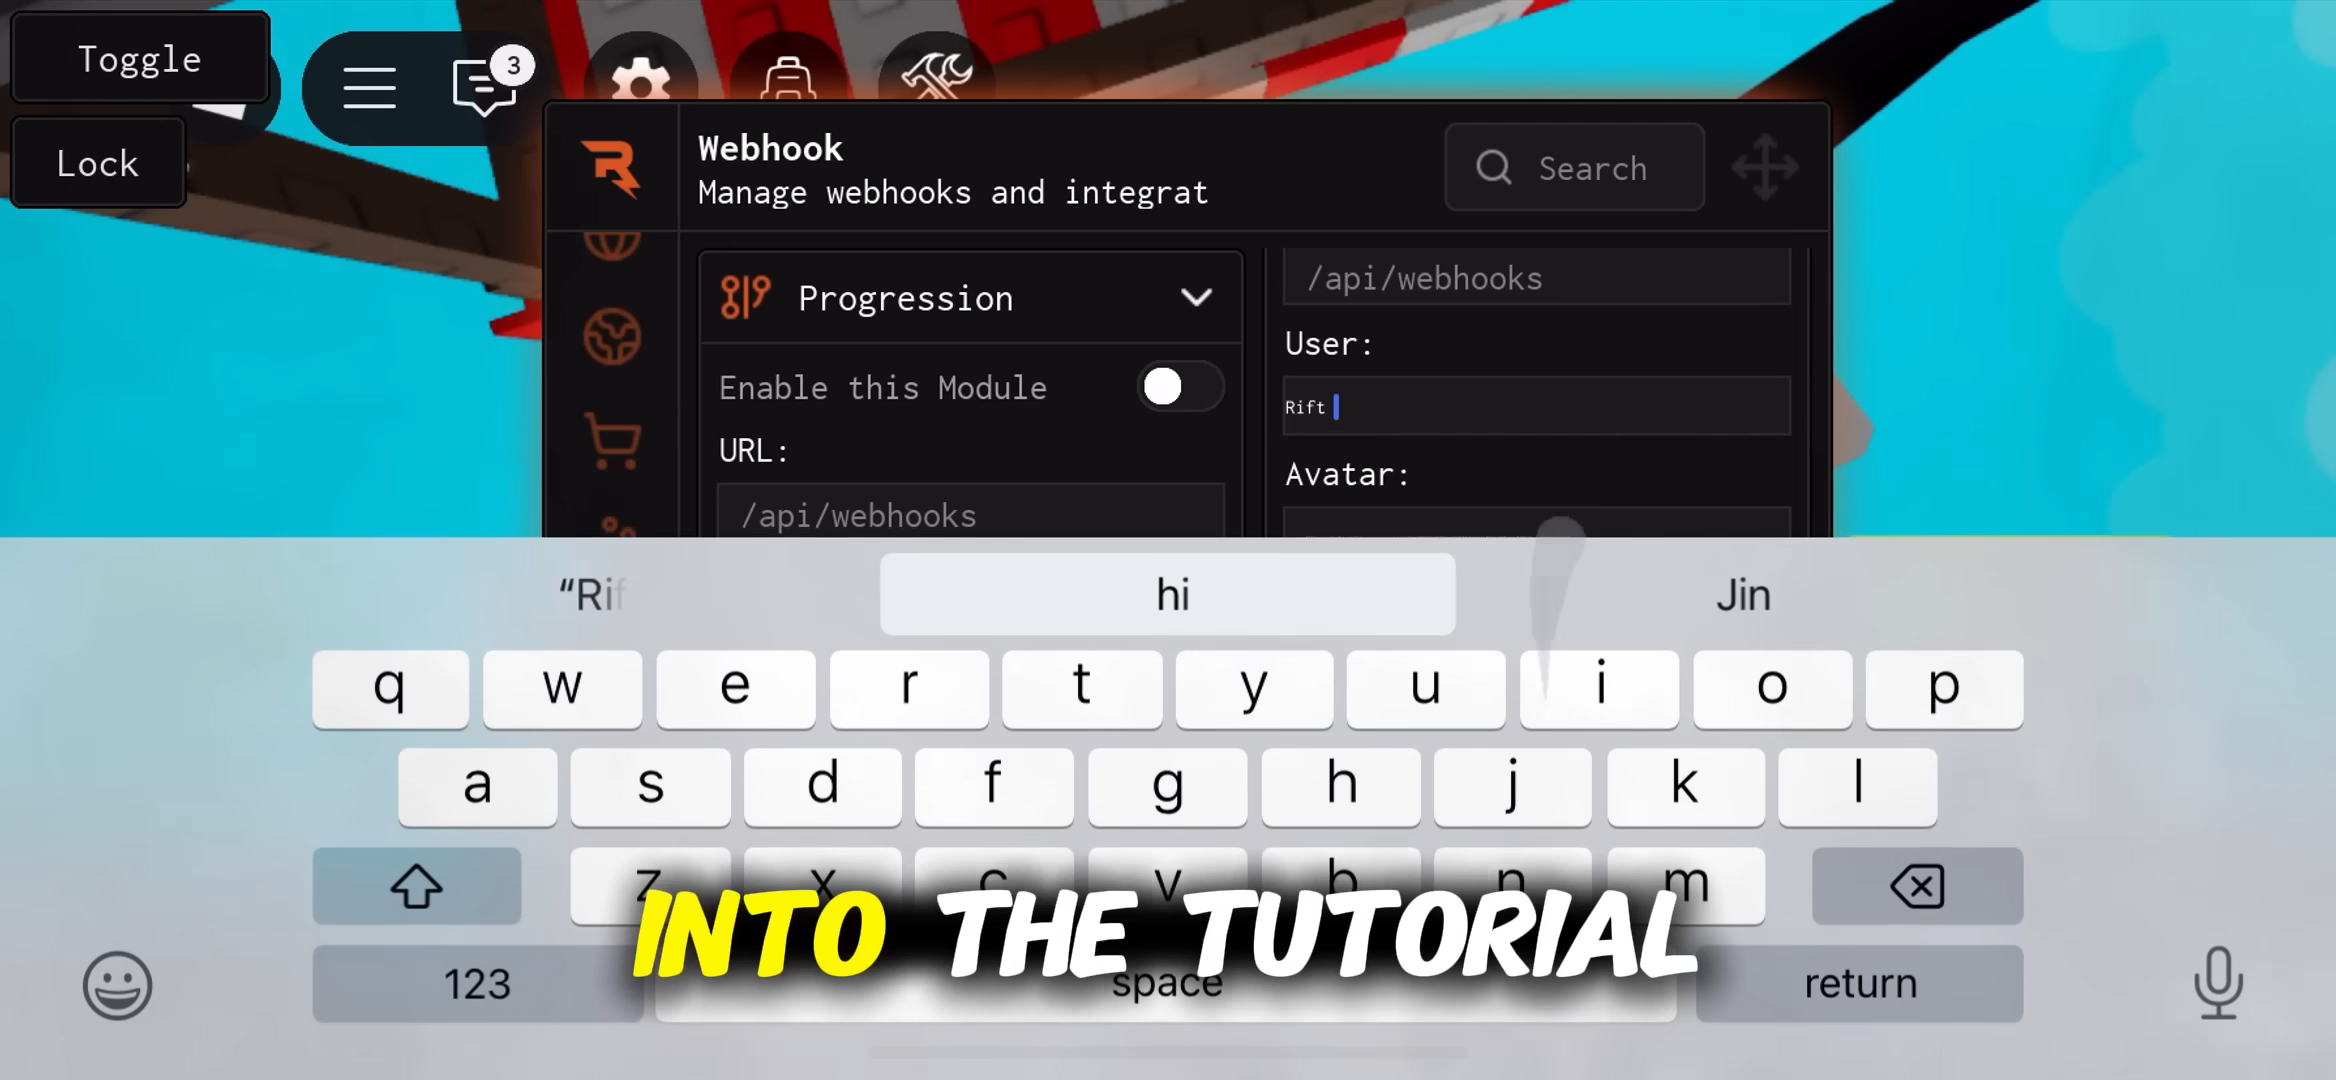 Toggle
3
Lock
Webhook
Manage webhooks and integrat
Search
Progression
Enable this Module
URL:
/api/webhooks
/api/webhooks
User:
Rift
Avatar:
“Rif
hi
Jin
q w e r t y u i o p
a s d f g h j k l
z x c v b n m
INTO THE TUTORIAL
123
space
return